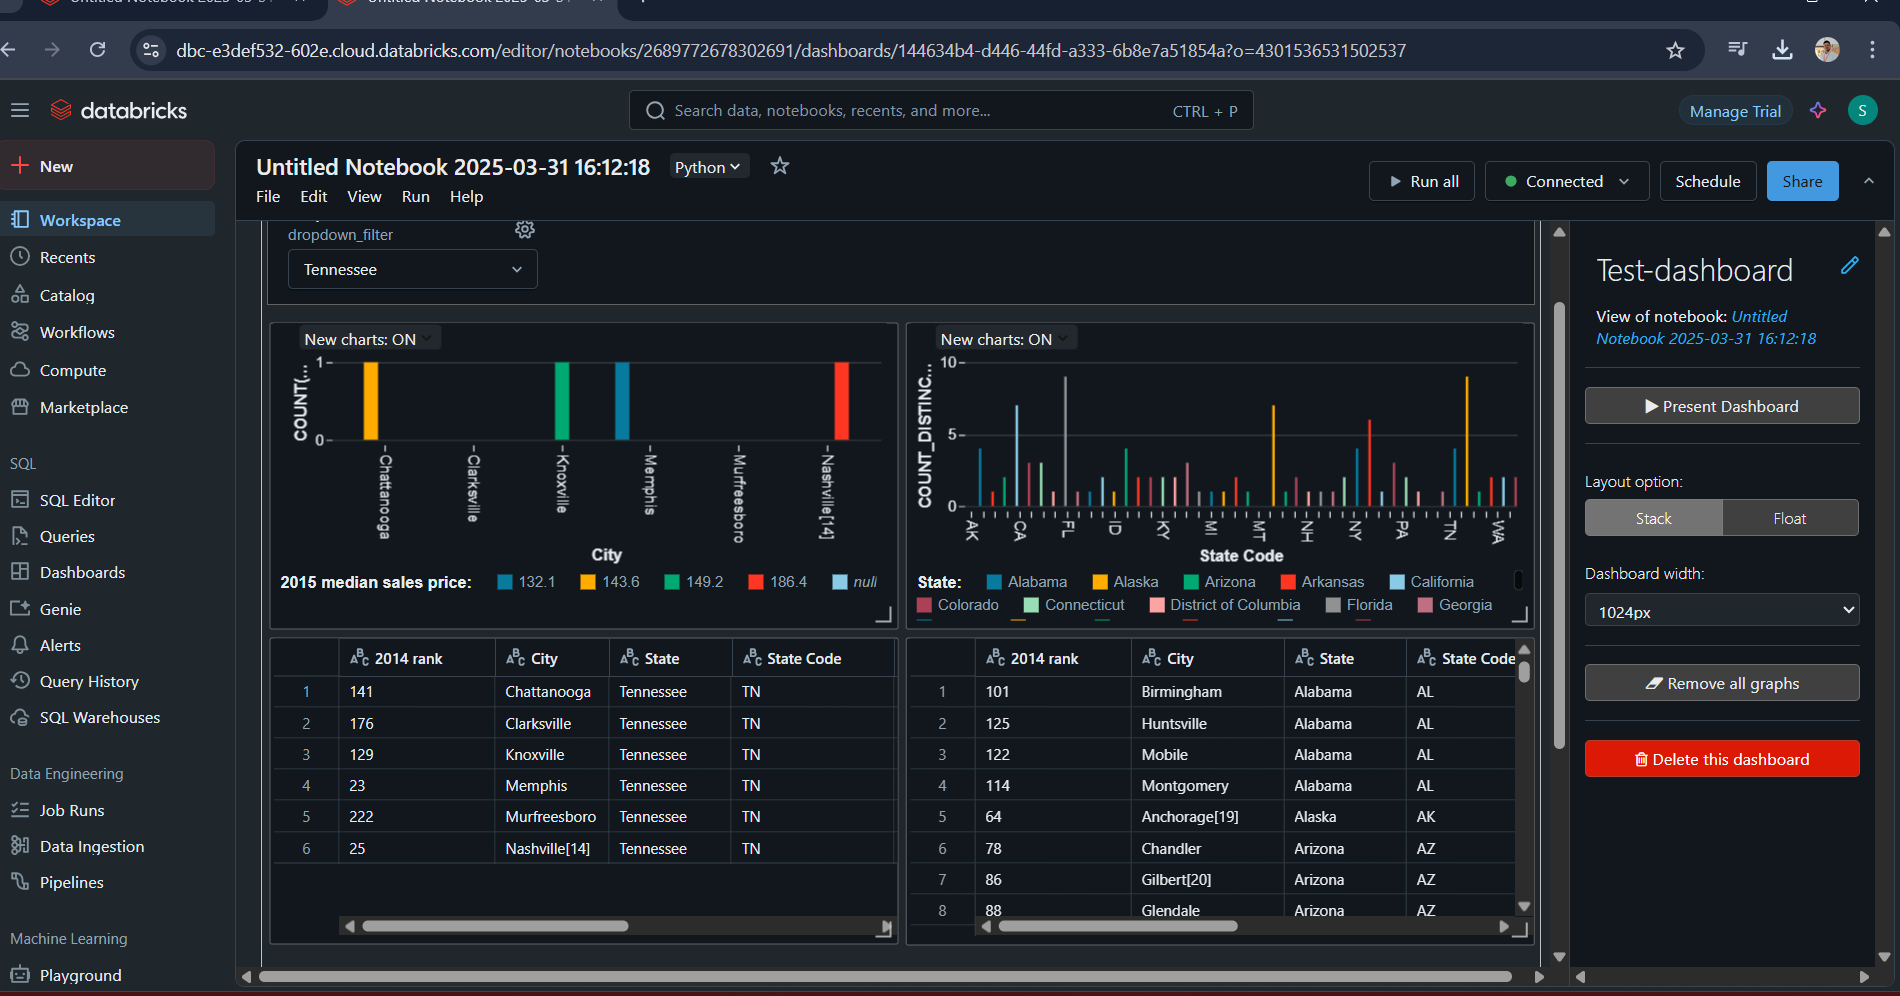 dbc-e3def532-602e.cloud.databricks.com/editor/notebooks/2689772678302691/dashboards/144634b4-d446-44fd-a333-6b8e7a51854a?o=4301536531502537
databricks
Search data, notebooks, recents, and more...
CTRL + P
Manage Trial
S
New
Workspace
Recents
Catalog
Workflows
Compute
Marketplace
SQL
SQL Editor
Queries
Dashboards
Genie
Alerts
Query History
SQL Warehouses
Data Engineering
Job Runs
Data Ingestion
Pipelines
Machine Learning
Playground
Untitled Notebook 2025-03-31 16:12:18
Python
File Edit View Run Help
Run all
Connected
Schedule
Share
dropdown_filter
Tennessee
New charts: ON
COUNT(...
1
0
Chattanooga
Clarksville
Knoxville
Memphis
Murfreesboro
Nashville[14]
City
2015 median sales price: 132.1 143.6 149.2 186.4 null
New charts: ON
COUNT_DISTINC...
10
5
0
AK CA FL ID KY MI MT NH NY PA TN WA
State Code
State: Alabama Alaska Arizona Arkansas California
Colorado Connecticut District of Columbia Florida Georgia
2014 rank City State State Code
1 141 Chattanooga Tennessee TN
2 176 Clarksville Tennessee TN
3 129 Knoxville Tennessee TN
4 23 Memphis Tennessee TN
5 222 Murfreesboro Tennessee TN
6 25 Nashville[14] Tennessee TN
2014 rank City State State Code
1 101 Birmingham Alabama AL
2 125 Huntsville Alabama AL
3 122 Mobile Alabama AL
4 114 Montgomery Alabama AL
5 64 Anchorage[19] Alaska AK
6 78 Chandler Arizona AZ
7 86 Gilbert[20] Arizona AZ
8 88 Glendale Arizona AZ
Test-dashboard
View of notebook: Untitled
Notebook 2025-03-31 16:12:18
Present Dashboard
Layout option:
Stack
Float
Dashboard width:
1024px
Remove all graphs
Delete this dashboard